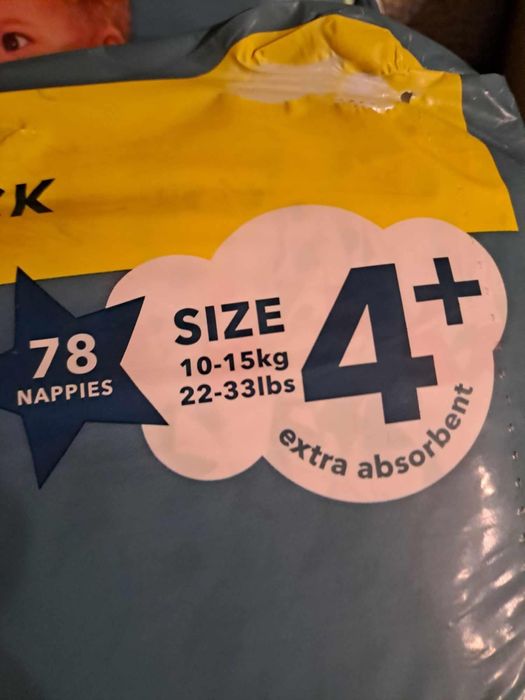 SIZE 4+
10-15kg
22-33lbs
extra absorbent
78
NAPPIES